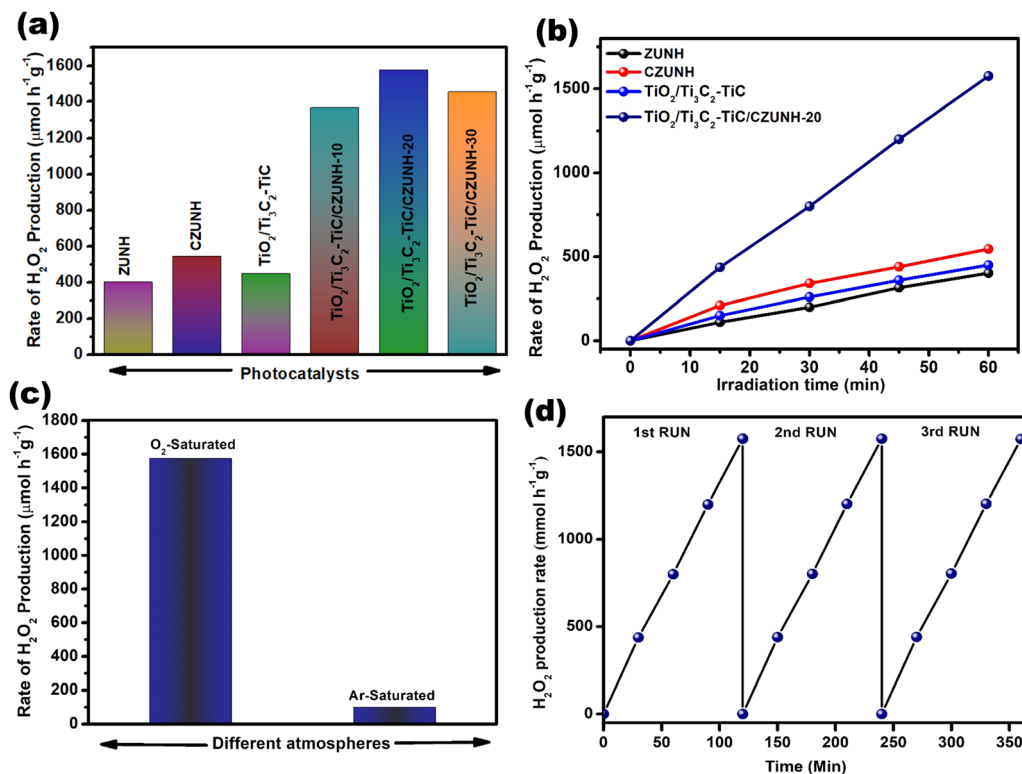 (a)
Rate of H₂O₂ Production (μmol h⁻¹g⁻¹)
1600
1400
1200
1000
800
600
400
200
0
ZUNH
CZUNH
TiO₂/Ti₃C₂-TiC
TiO₂/Ti₃C₂-TiC/CZUNH-10
TiO₂/Ti₃C₂-TiC/CZUNH-20
TiO₂/Ti₃C₂-TiC/CZUNH-30
Photocatalysts
(b)
Rate of H₂O₂ Production (μmol h⁻¹g⁻¹)
1500
1000
500
0
ZUNH
CZUNH
TiO₂/Ti₃C₂-TiC
TiO₂/Ti₃C₂-TiC/CZUNH-20
0 10 20 30 40 50 60
Irradiation time (min)
(c)
Rate of H₂O₂ Production (μmol h⁻¹g⁻¹)
1800
1600
1400
1200
1000
800
600
400
200
0
O₂-Saturated
Ar-Saturated
Different atmospheres
(d)
H₂O₂ production rate (mmol h⁻¹g⁻¹)
1500
1000
500
0
1st RUN 2nd RUN 3rd RUN
0 50 100 150 200 250 300 350
Time (Min)